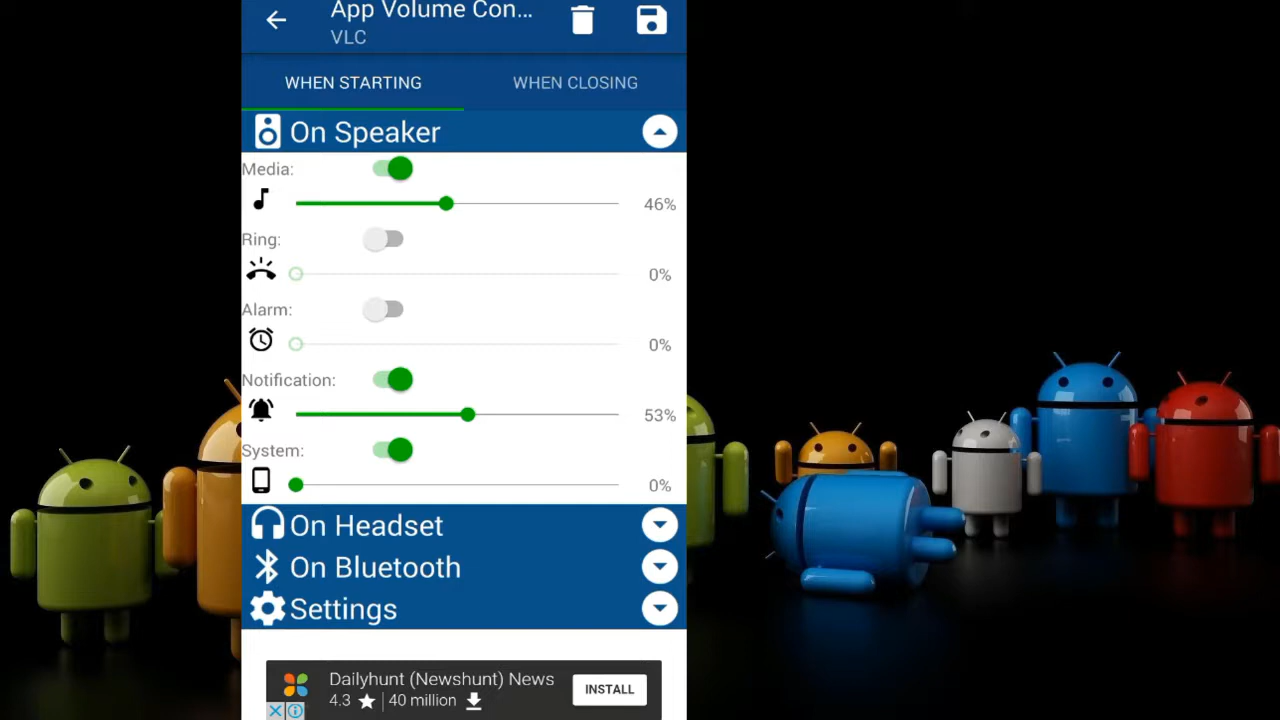 App Volume Con...
VLC
WHEN STARTING
WHEN CLOSING
On Speaker
Media:
46%
Ring:
0%
Alarm:
0%
Notification:
53%
System:
0%
On Headset
On Bluetooth
Settings
Dailyhunt (Newshunt) News
4.3 | 40 million
INSTALL